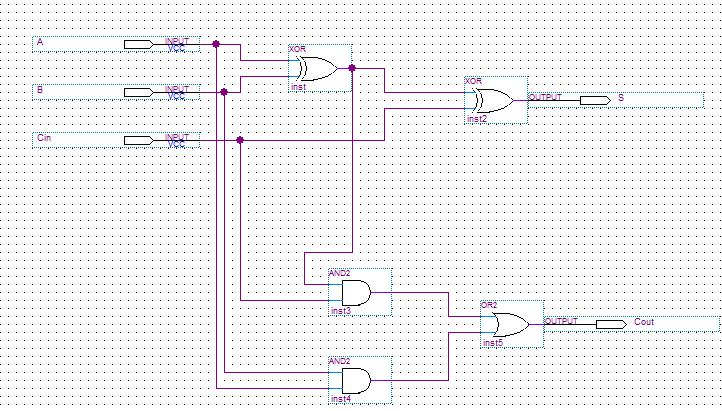 A
INPUT
VCC
XOR
inst
B
INPUT
VCC
XOR
inst2
OUTPUT
S
Cin
INPUT
VCC
AND2
inst3
OR2
inst5
OUTPUT
Cout
AND2
inst4